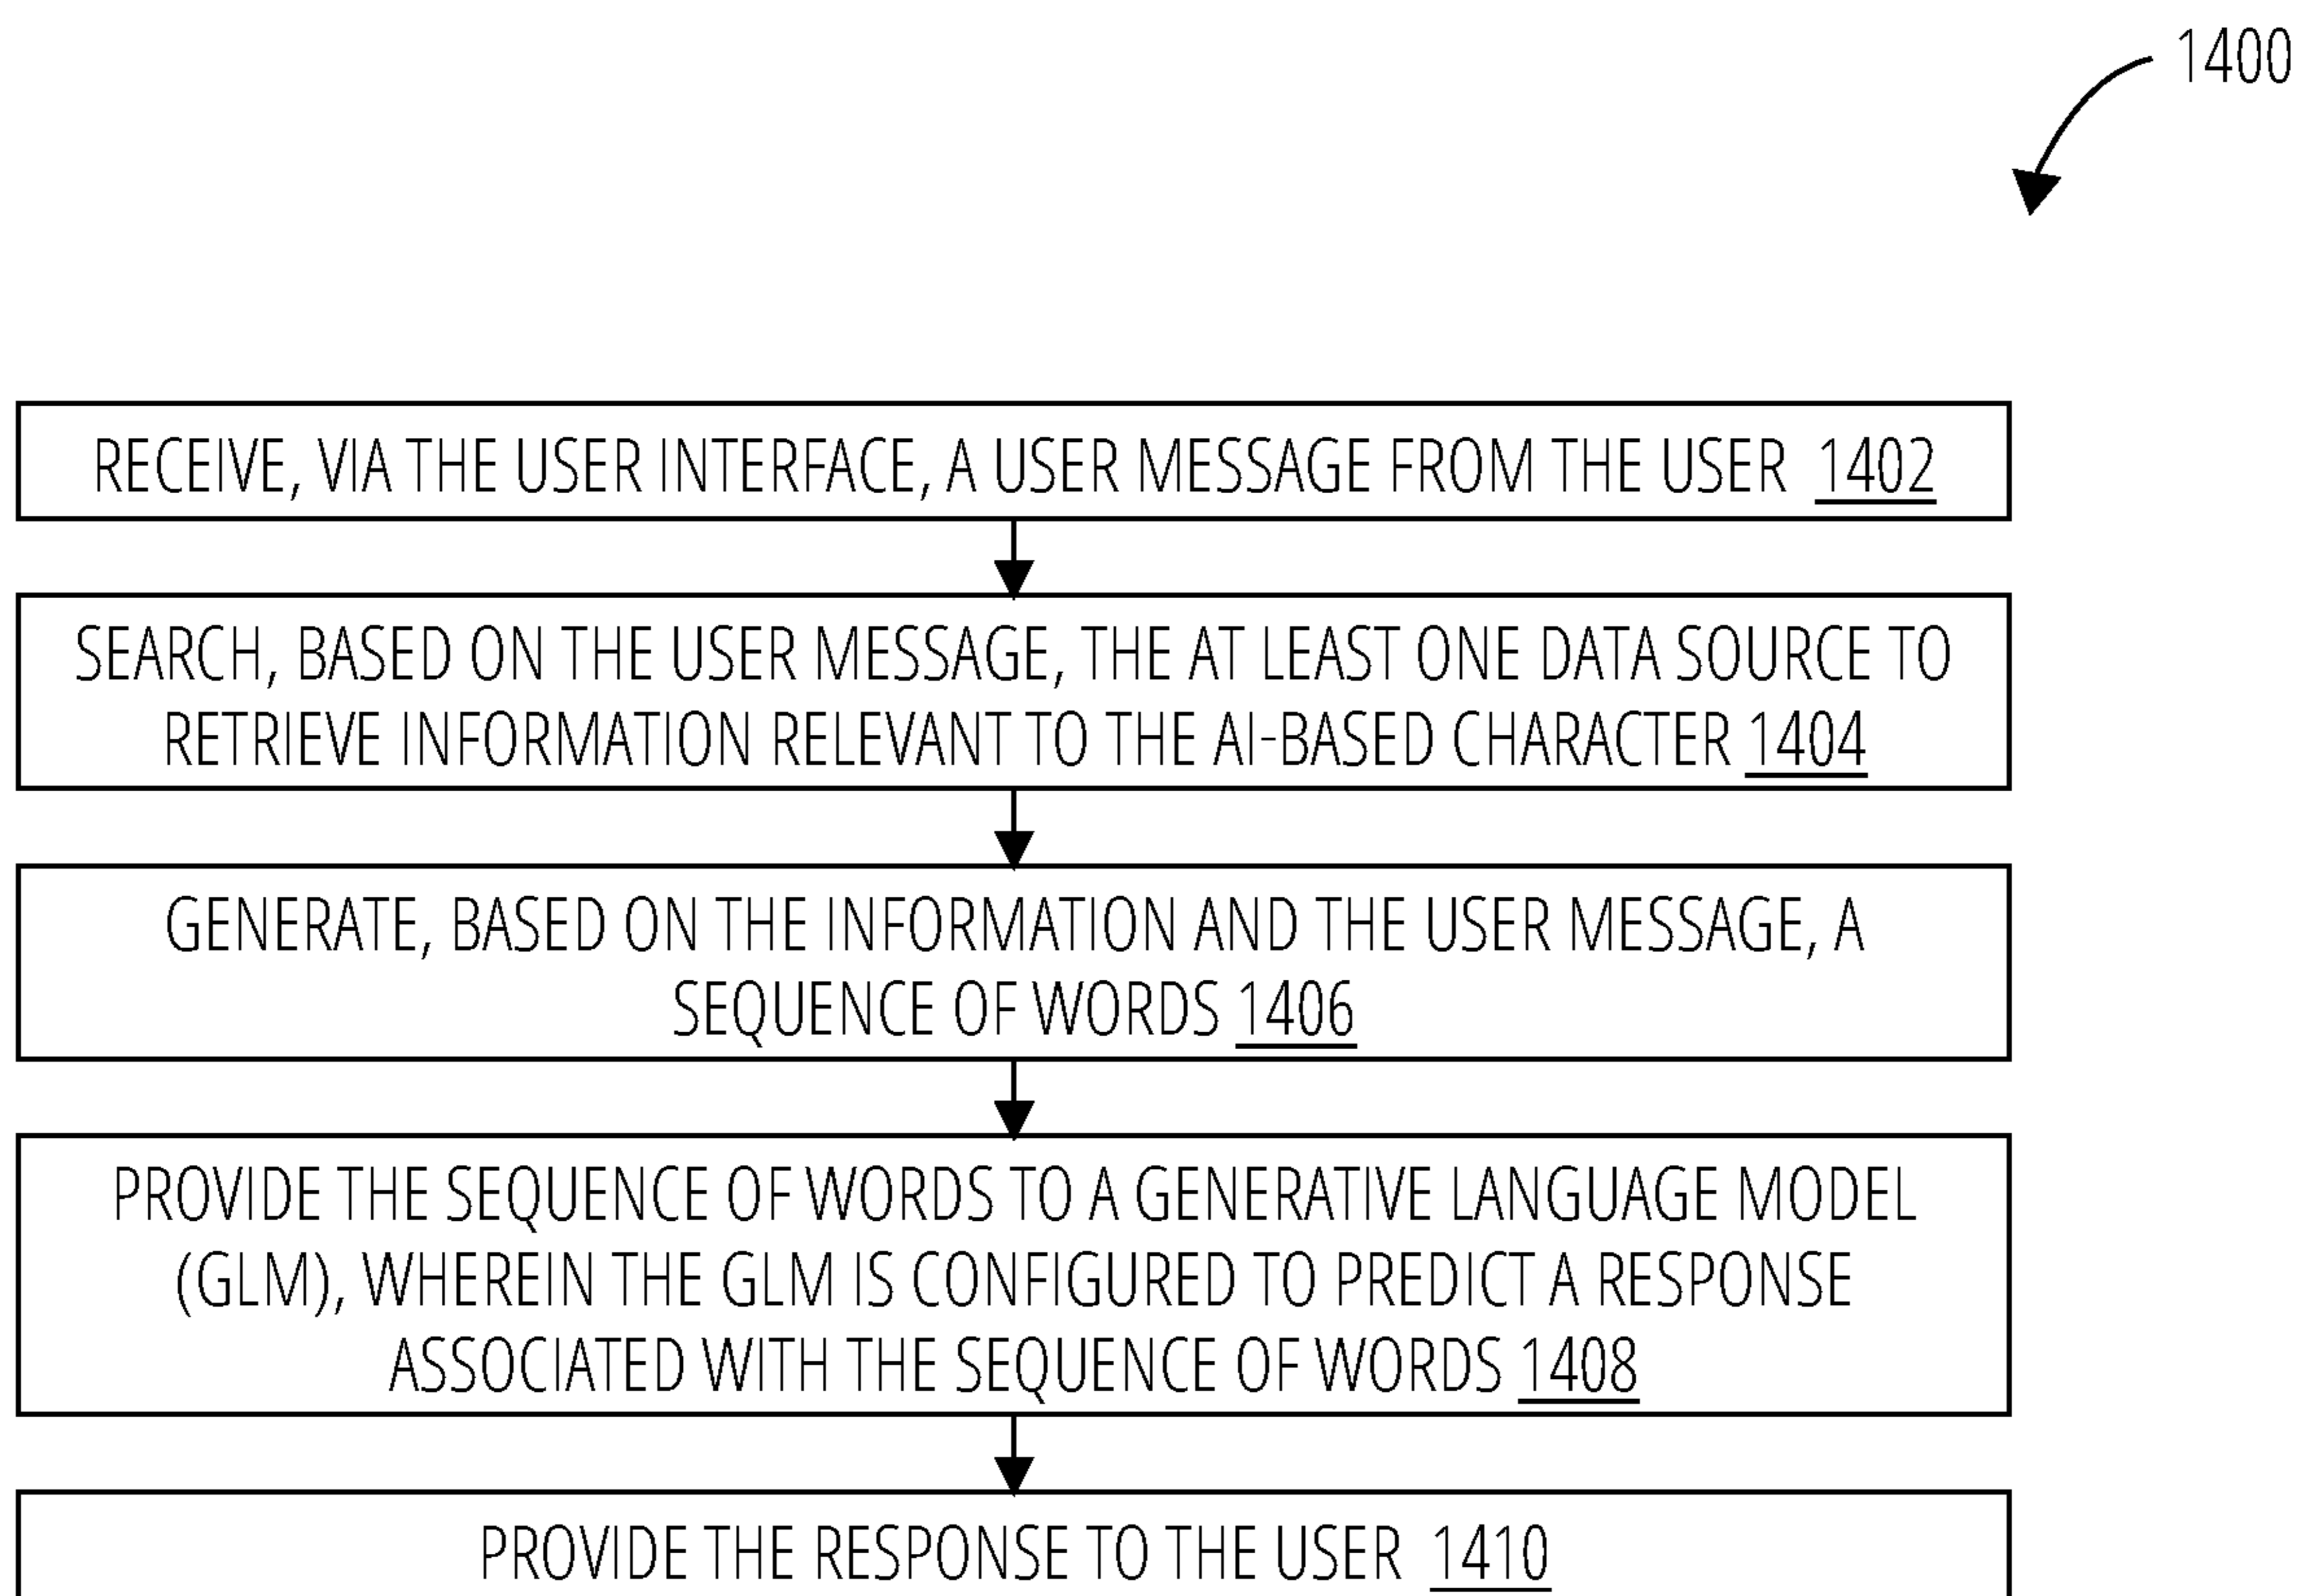 1400
RECEIVE, VIA THE USER INTERFACE, A USER MESSAGE FROM THE USER 1402
SEARCH, BASED ON THE USER MESSAGE, THE AT LEAST ONE DATA SOURCE TO
RETRIEVE INFORMATION RELEVANT TO THE AI-BASED CHARACTER 1404
GENERATE, BASED ON THE INFORMATION AND THE USER MESSAGE, A
SEQUENCE OF WORDS 1406
PROVIDE THE SEQUENCE OF WORDS TO A GENERATIVE LANGUAGE MODEL
(GLM), WHEREIN THE GLM IS CONFIGURED TO PREDICT A RESPONSE
ASSOCIATED WITH THE SEQUENCE OF WORDS 1408
PROVIDE THE RESPONSE TO THE USER 1410